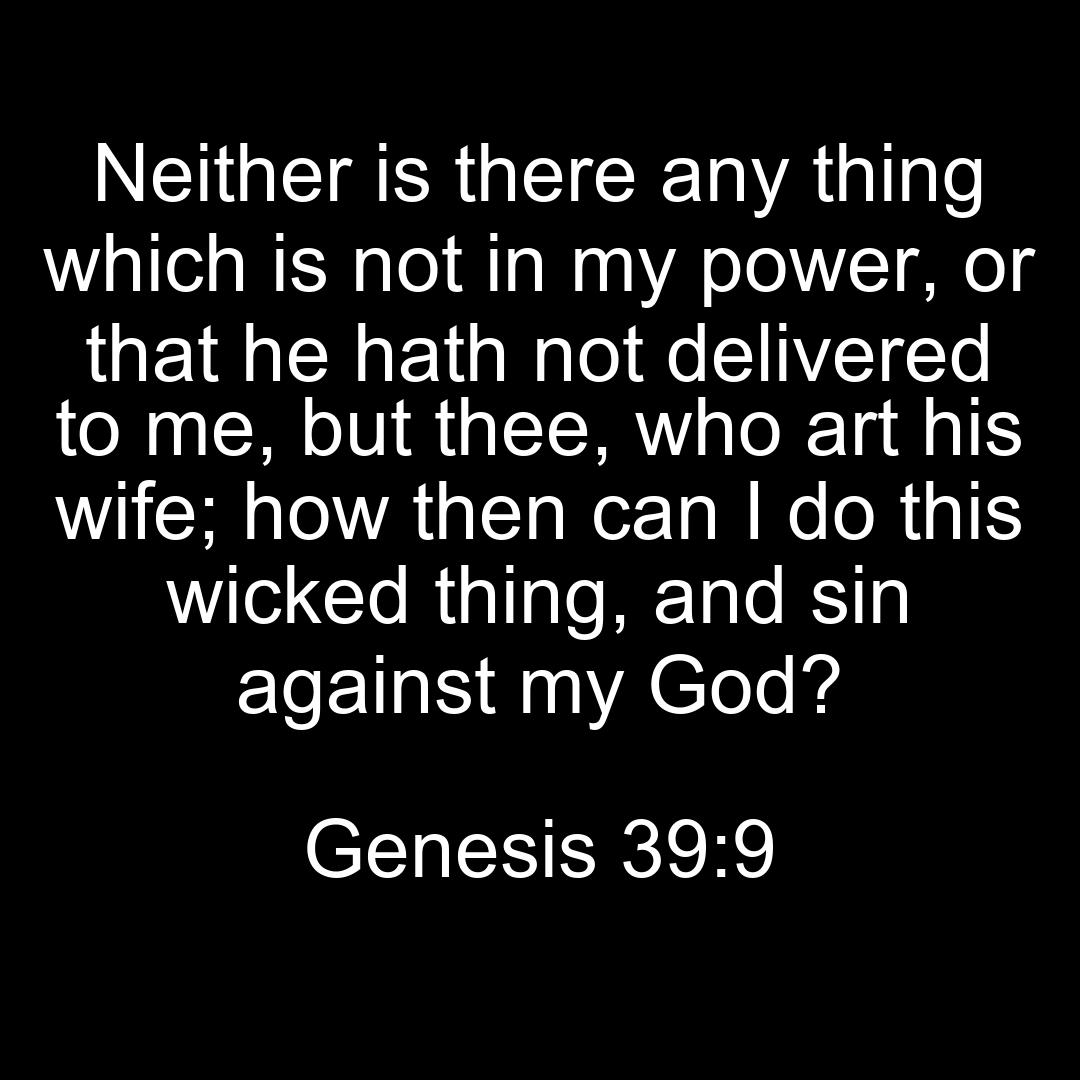 Neither is there any thing
which is not in my power, or
that he hath not delivered
to me, but thee, who art his
wife; how then can I do this
wicked thing, and sin
against my God?
Genesis 39:9